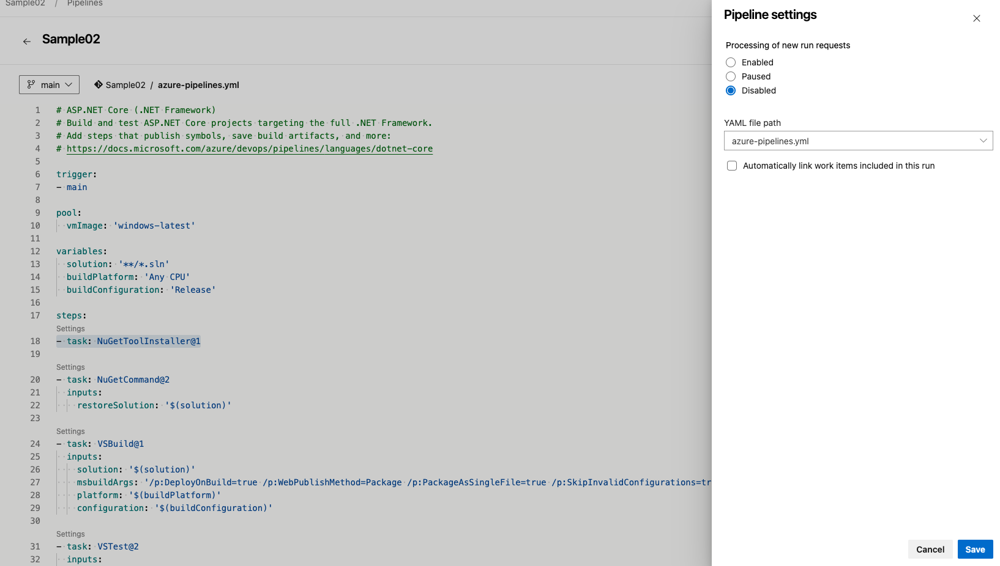 Sample02 / Pipelines
Sample02
main
Sample02 / azure-pipelines.yml
1 # ASP.NET Core (.NET Framework)
2 # Build and test ASP.NET Core projects targeting the full .NET Framework.
3 # Add steps that publish symbols, save build artifacts, and more:
4 # https://docs.microsoft.com/azure/devops/pipelines/languages/dotnet-core
5
6 trigger:
7 - main
8
9 pool:
10 vmImage: 'windows-latest'
11
12 variables:
13 solution: '**/*.sln'
14 buildPlatform: 'Any CPU'
15 buildConfiguration: 'Release'
16
17 steps:
Settings
18 - task: NuGetToolInstaller@1
19
Settings
20 - task: NuGetCommand@2
21 inputs:
22 restoreSolution: '$(solution)'
23
Settings
24 - task: VSBuild@1
25 inputs:
26 solution: '$(solution)'
27 msbuildArgs: '/p:DeployOnBuild=true /p:WebPublishMethod=Package /p:PackageAsSingleFile=true /p:SkipInvalidConfigurations=tr
28 platform: '$(buildPlatform)'
29 configuration: '$(buildConfiguration)'
30
Settings
31 - task: VSTest@2
32 inputs:
Pipeline settings
Processing of new run requests
Enabled
Paused
Disabled
YAML file path
azure-pipelines.yml
Automatically link work items included in this run
Cancel
Save